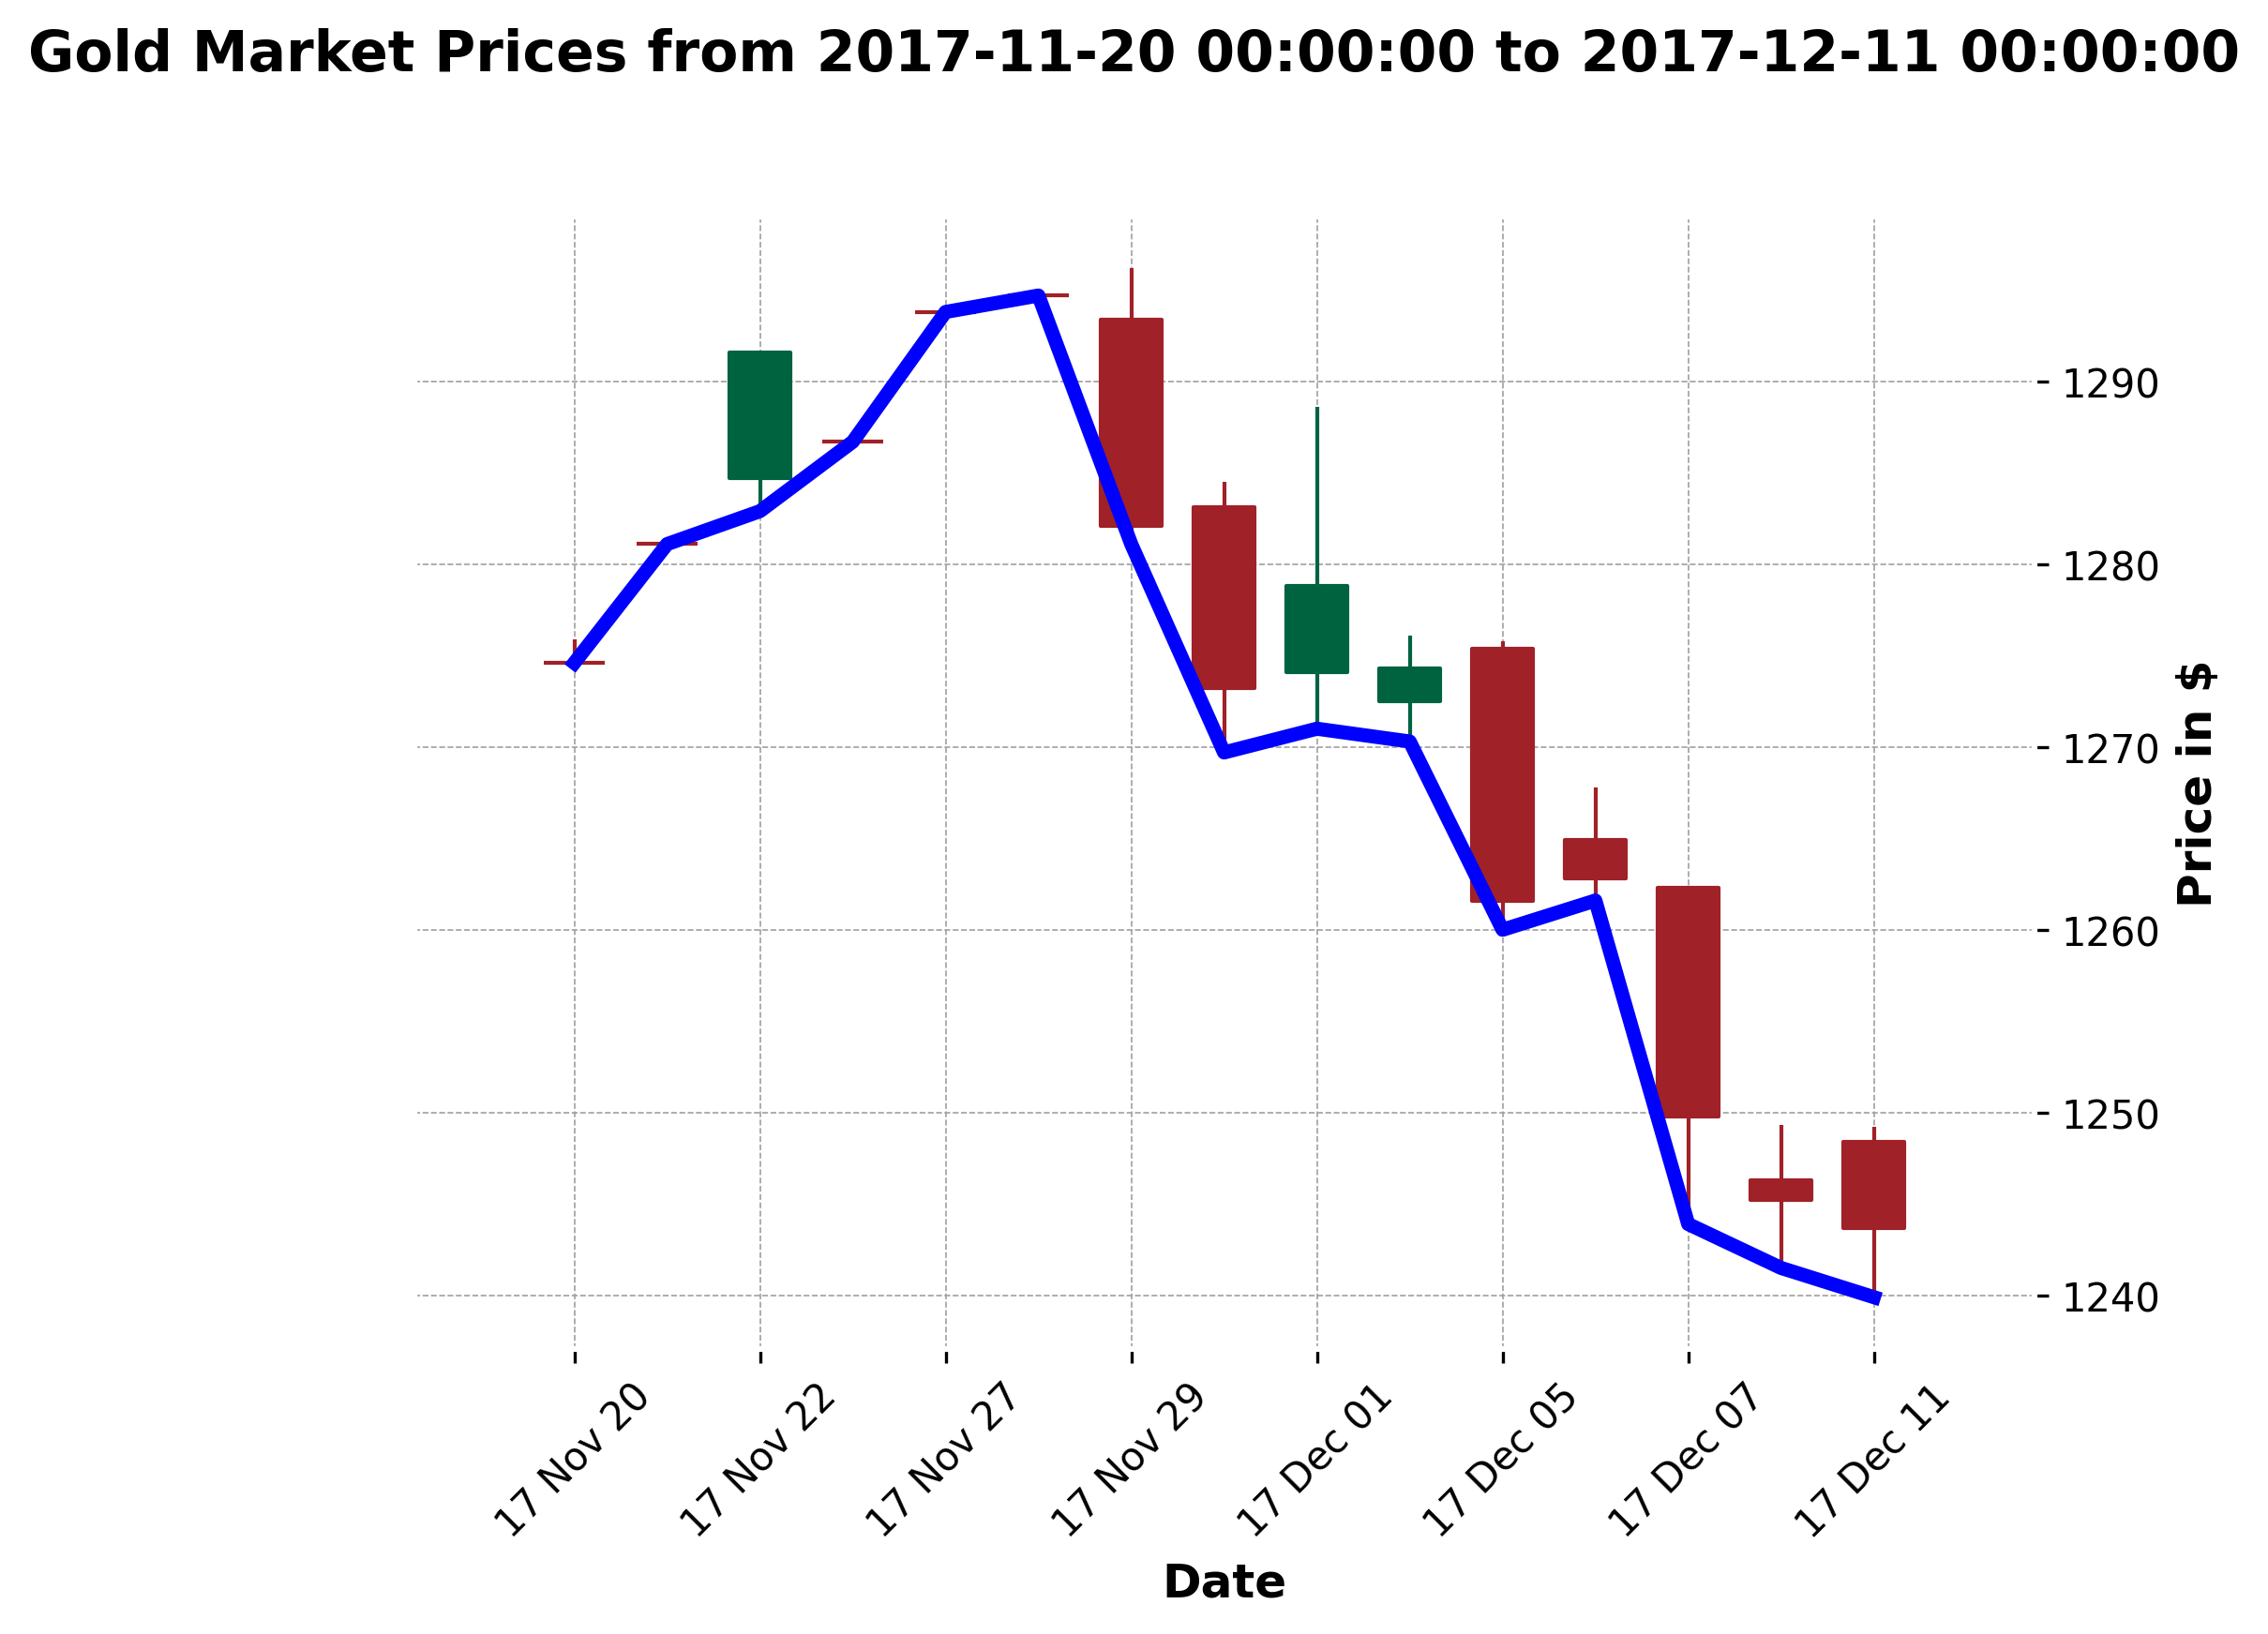 Gold Market Prices from 2017-11-20 00:00:00 to 2017-12-11 00:00:00
1290
1280
1270
1260
1250
1240
Price in $
17 Nov 20
17 Nov 22
17 Nov 27
17 Nov 29
17 Dec 01
17 Dec 05
17 Dec 07
17 Dec 11
Date